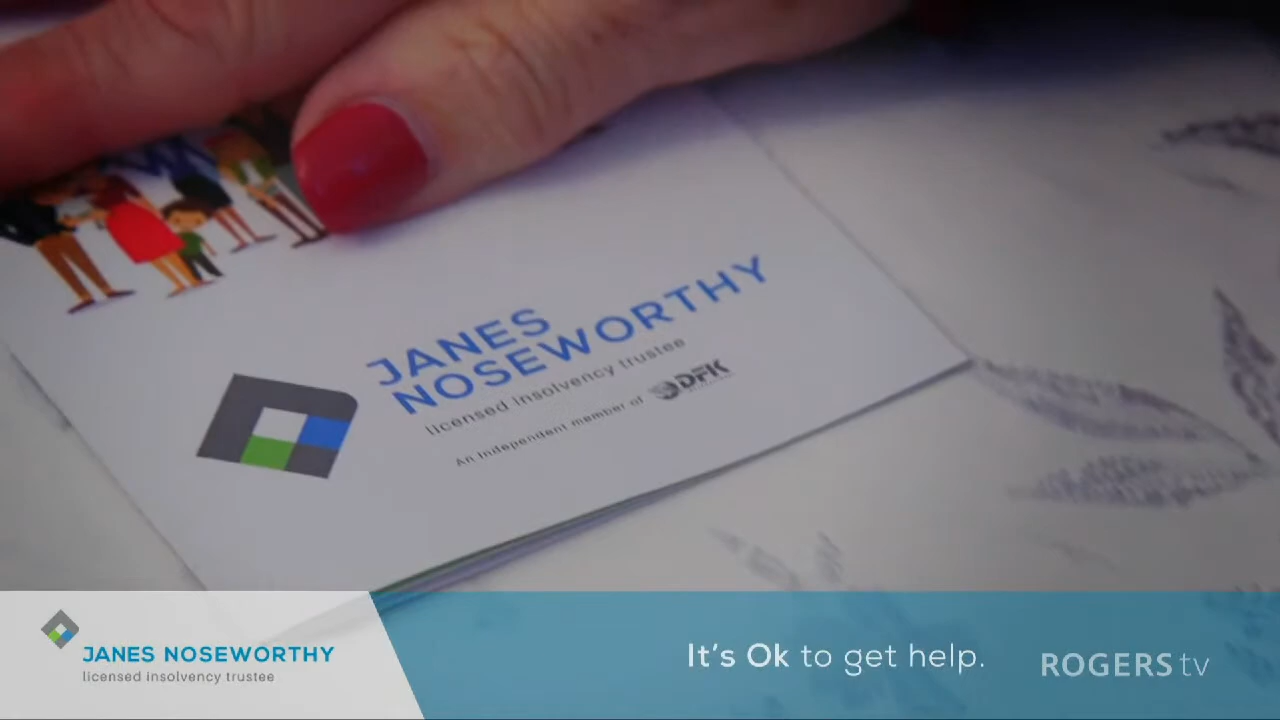 JANES
NOSEWORTHY
licensed insolvency trustee
An independent member of DFK
JANES NOSEWORTHY
licensed insolvency trustee
It's Ok to get help.
ROGERS tv